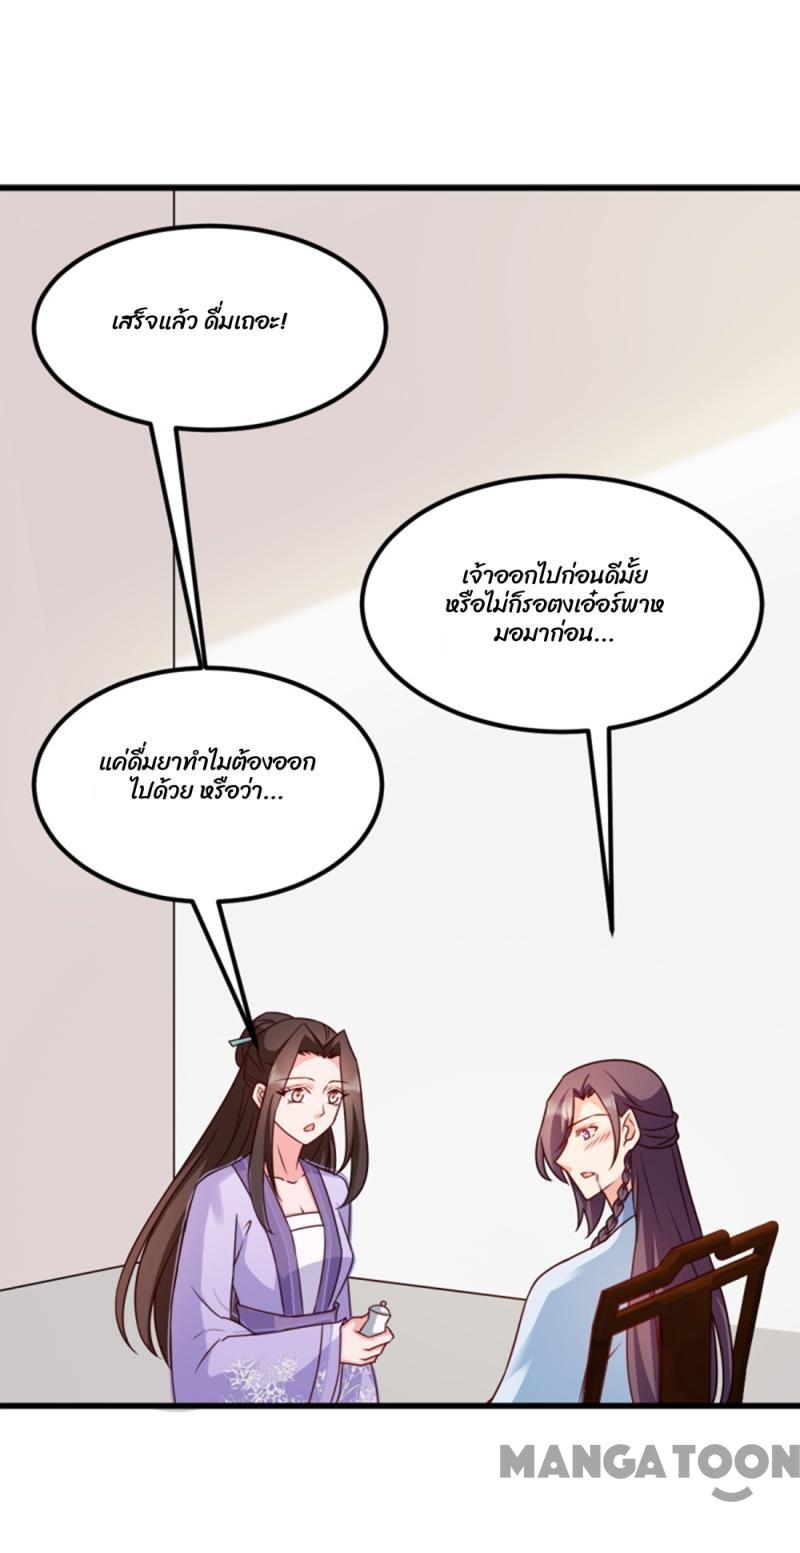 เสร็จแล้ว ดื่มเถอะ!
เจ้าออกไปก่อนดีมั้ย
หรือไม่ก็รอตงเอ๋อร์พาห
มอมาก่อน...
แค่ดื่มยาทำไมต้องออก
ไปด้วย หรือว่า...
MANGATOON